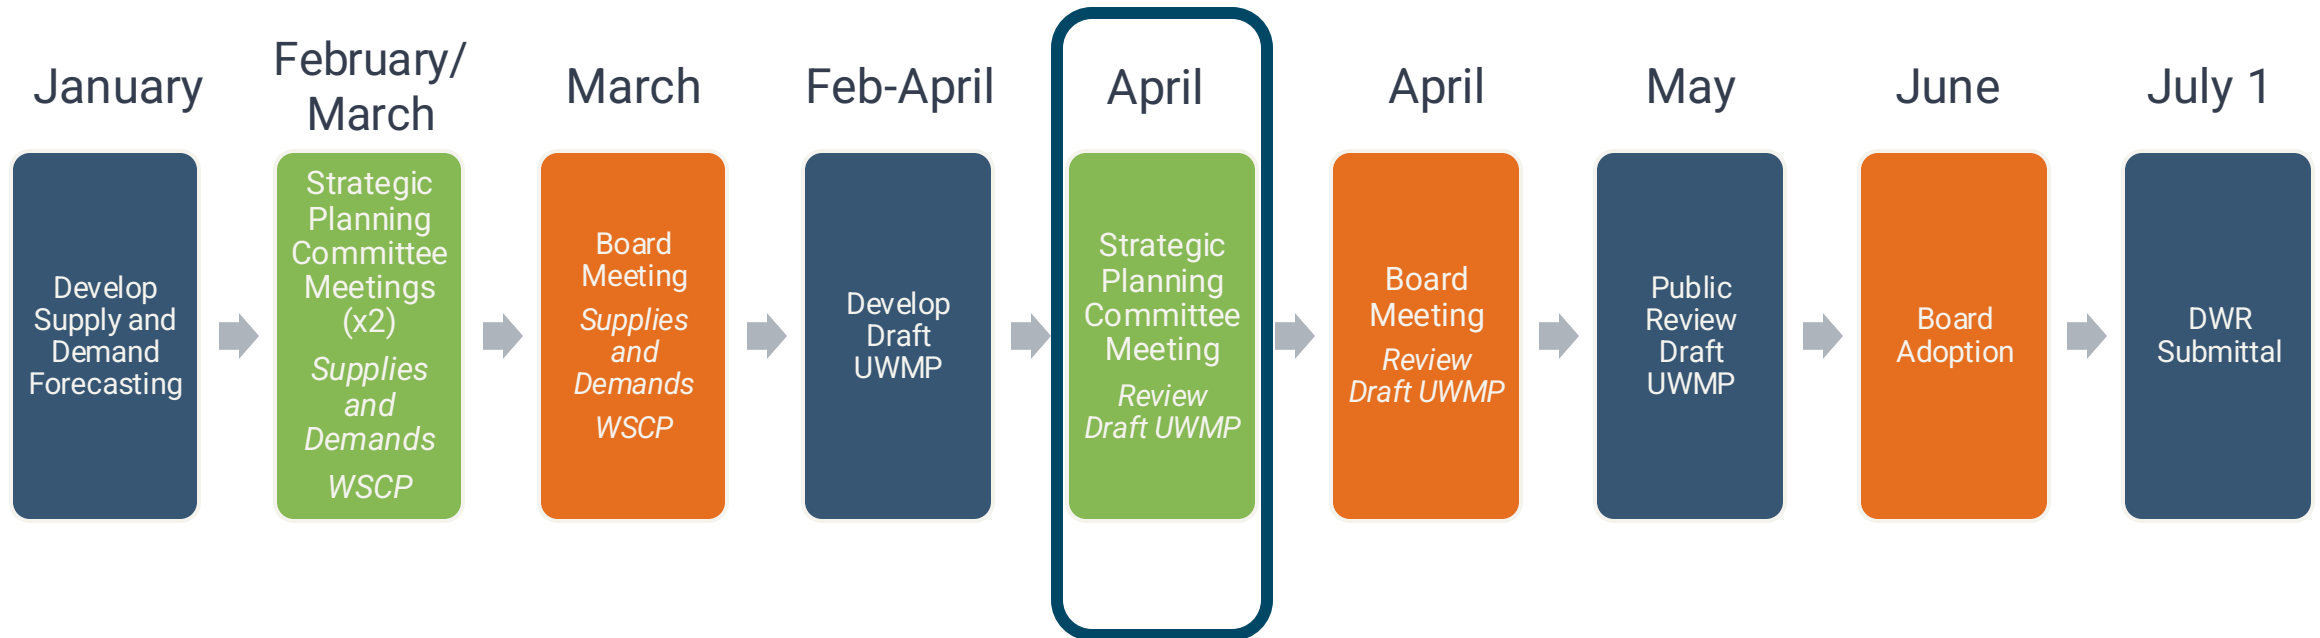 January
Develop
Supply and
Demand
Forecasting
February/
March
Strategic
Planning
Committee
Meetings
(x2)
Supplies
and
Demands
WSCP
March
Board
Meeting
Supplies
and
Demands
WSCP
Feb-April
Develop
Draft
UWMP
April
Strategic
Planning
Committee
Meeting
Review
Draft UWMP
April
Board
Meeting
Review
Draft UWMP
May
Public
Review
Draft
UWMP
June
Board
Adoption
July 1
DWR
Submittal